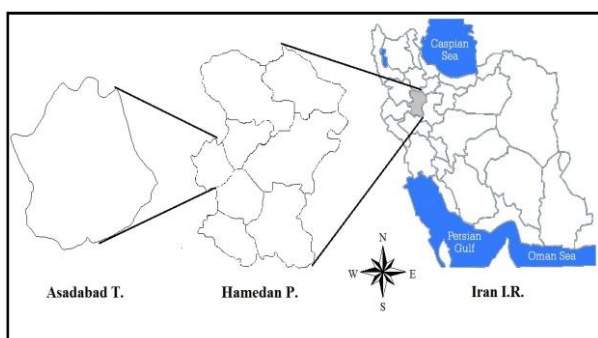 Caspian
Sea
Persian
Gulf
Oman Sea
N
W
E
S
Asadabad T.
Hamedan P.
Iran I.R.